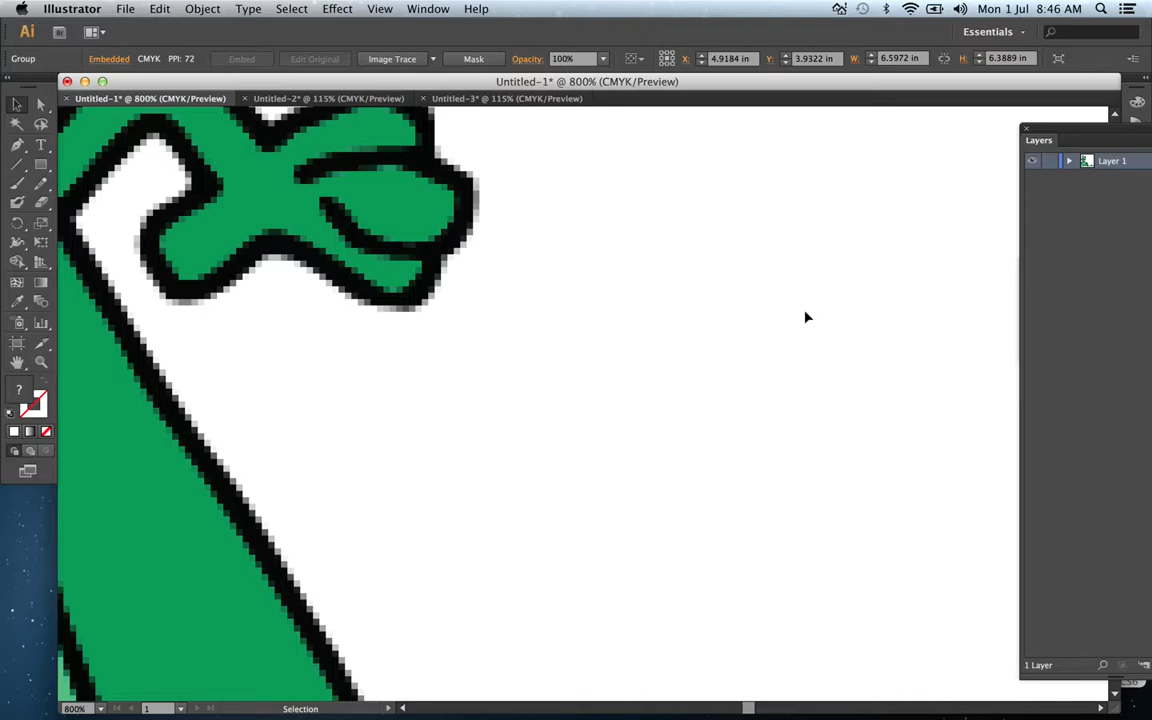 Illustrator File Edit Object Type Select Effect View Window Help Mon 1 Jul 8:46 AM
Ai Br Essentials
Group Embedded CMYK PPI: 72 Embed Edit Original Image Trace Mask Opacity: 100% X: 4.9184 in Y: 3.9322 in W: 6.5972 in H: 6.3889 in
Untitled-1* @ 800% (CMYK/Preview)
Untitled-1* @ 800% (CMYK/Preview) Untitled-2* @ 115% (CMYK/Preview) Untitled-3* @ 115% (CMYK/Preview)
Layers
Layer 1
T
?
1 Layer
800% 1 Selection